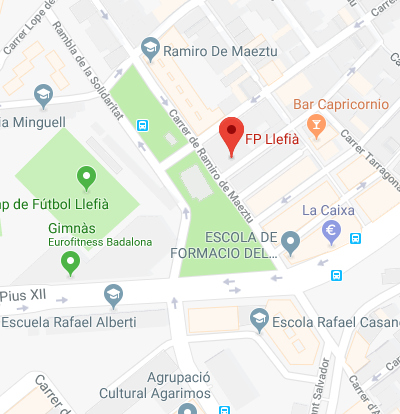 Carrer Lope de
Rambla de la Solidaritat
Ramiro De Maeztu
Carrer de Ramiro de Maeztu
Bar Capricornio
ia Minguell
FP Llefià
Carrer Tarragona
mp de Fútbol Llefià
La Caixa
Gimnàs
Eurofitness Badalona
ESCOLA DE
FORMACIO DEL...
€
Pius XII
Escuela Rafael Alberti
Escola Rafael Casano
Agrupació
Cultural Agarimos
Carrer d
nt Salvador
Carrer d'A